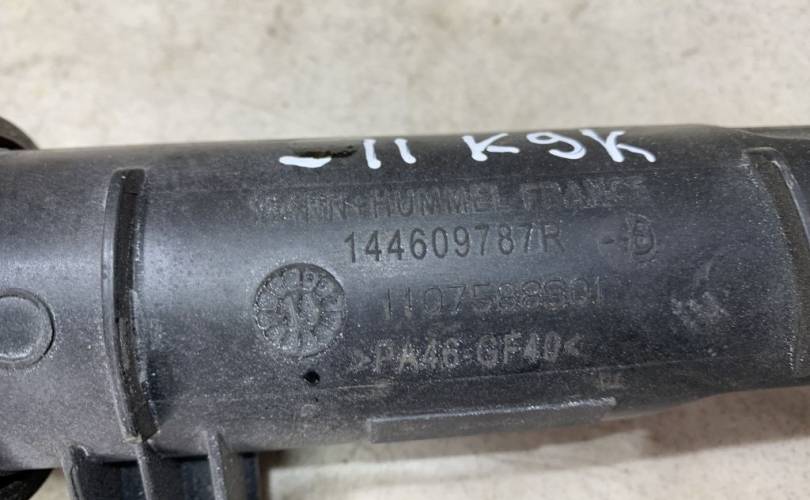 -11 K9K
MANN+HUMMEL FRANCE
144609787R -B
>PA46-GF40<